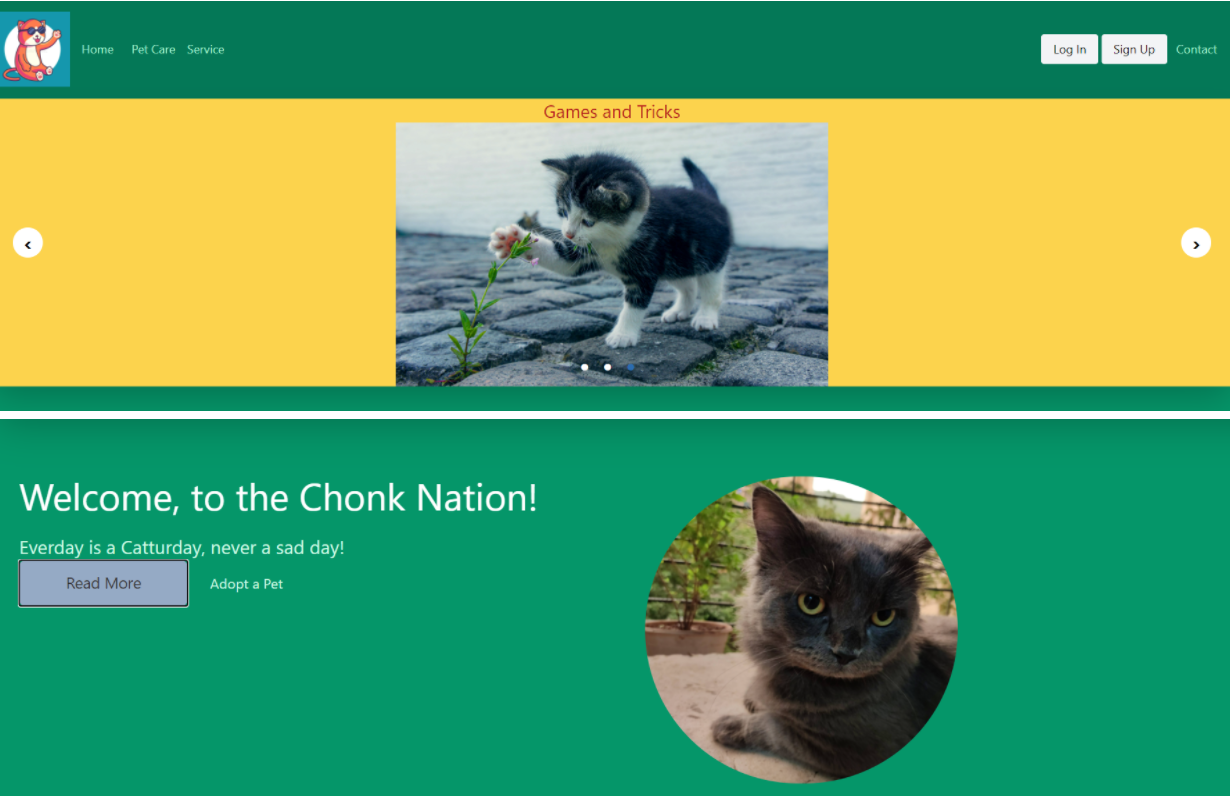 Home Pet Care Service Log In Sign Up Contact
Games and Tricks
‹ ›
Welcome, to the Chonk Nation!
Everday is a Catturday, never a sad day!
Read More Adopt a Pet